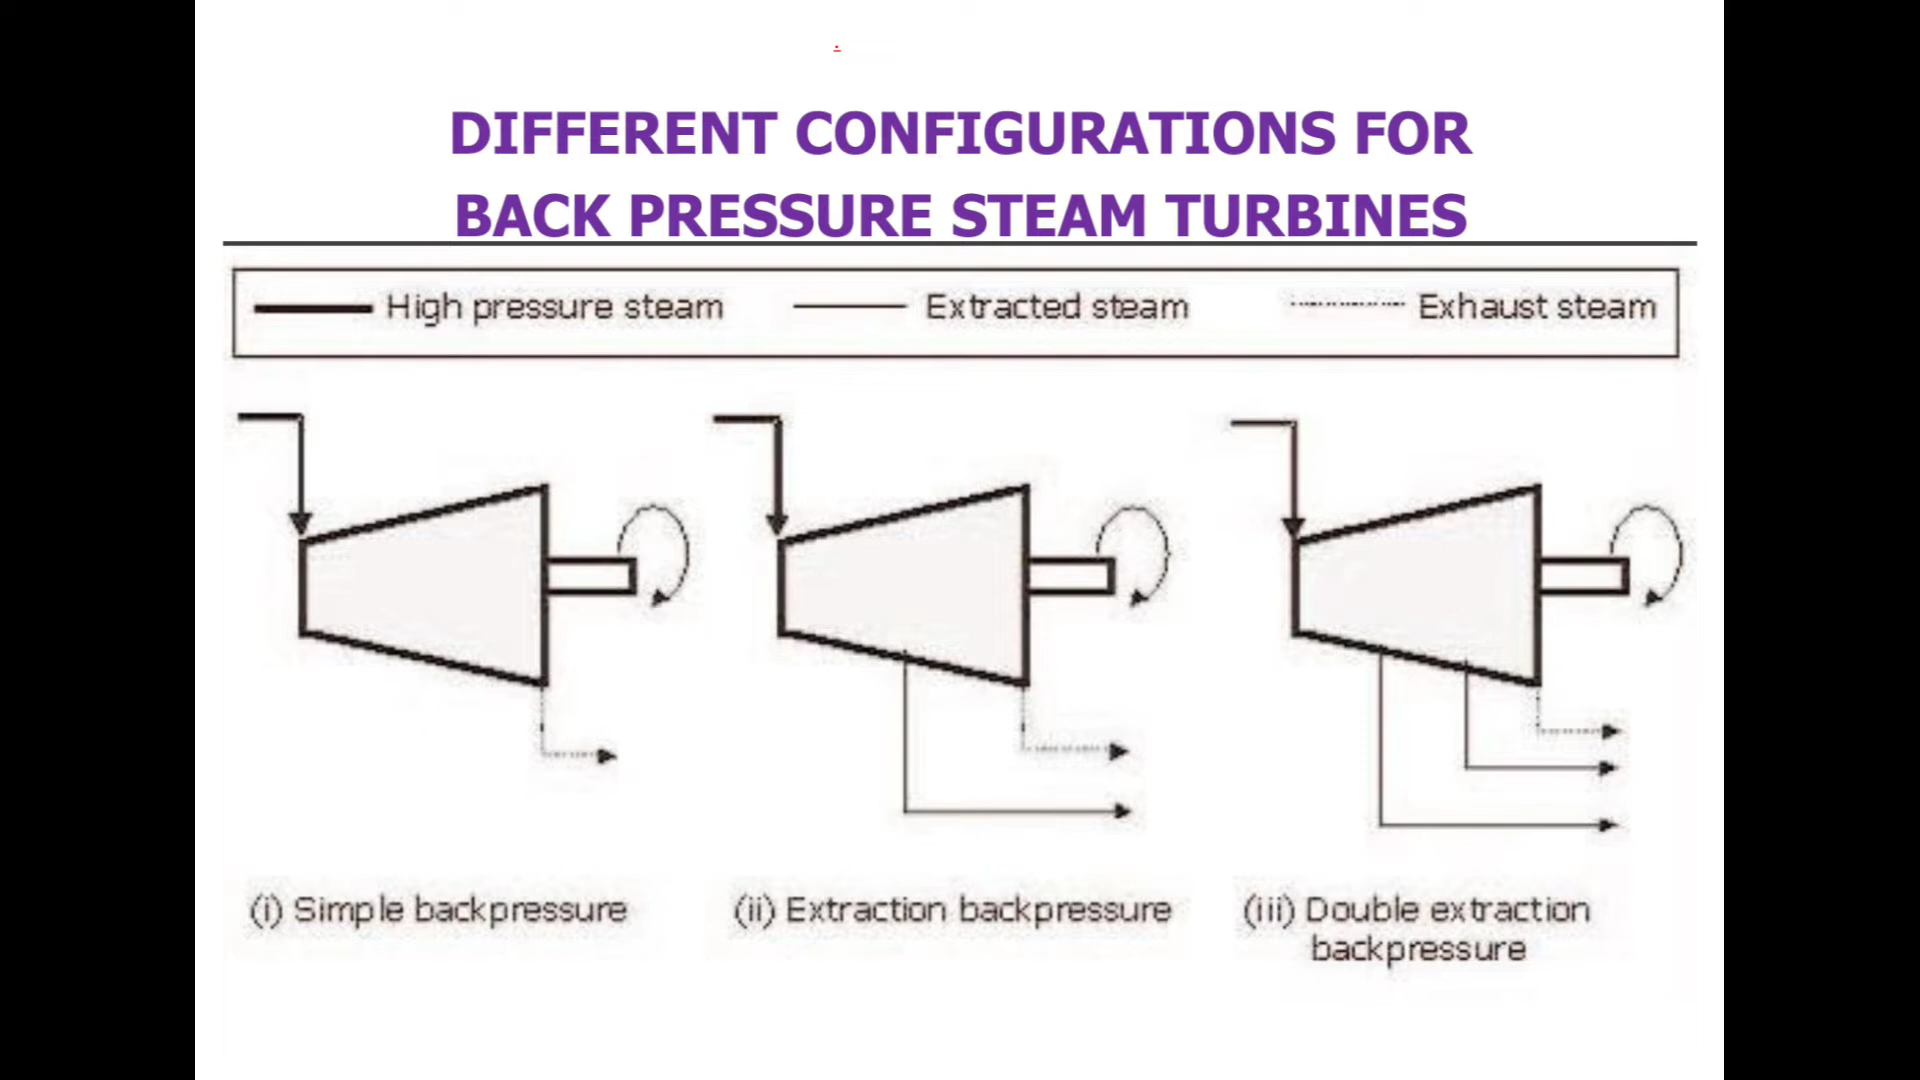 DIFFERENT CONFIGURATIONS FOR
BACK PRESSURE STEAM TURBINES
High pressure steam
Extracted steam
Exhaust steam
(i) Simple backpressure
(ii) Extraction backpressure
(iii) Double extraction
backpressure